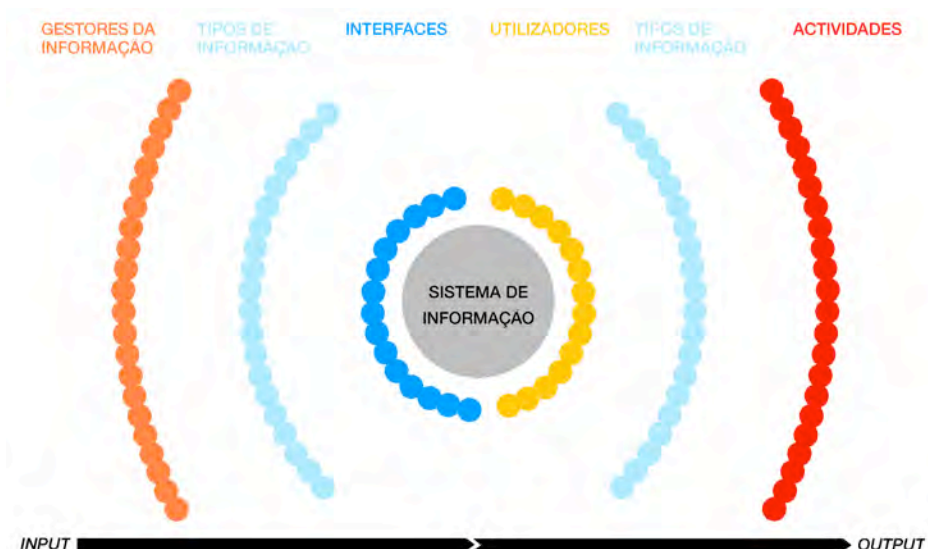 GESTORES DA
INFORMAÇÃO
TIPOS DE
INFORMAÇÃO
INTERFACES
UTILIZADORES
TIPOS DE
INFORMAÇÃO
ACTIVIDADES
SISTEMA DE
INFORMAÇÃO
INPUT
OUTPUT